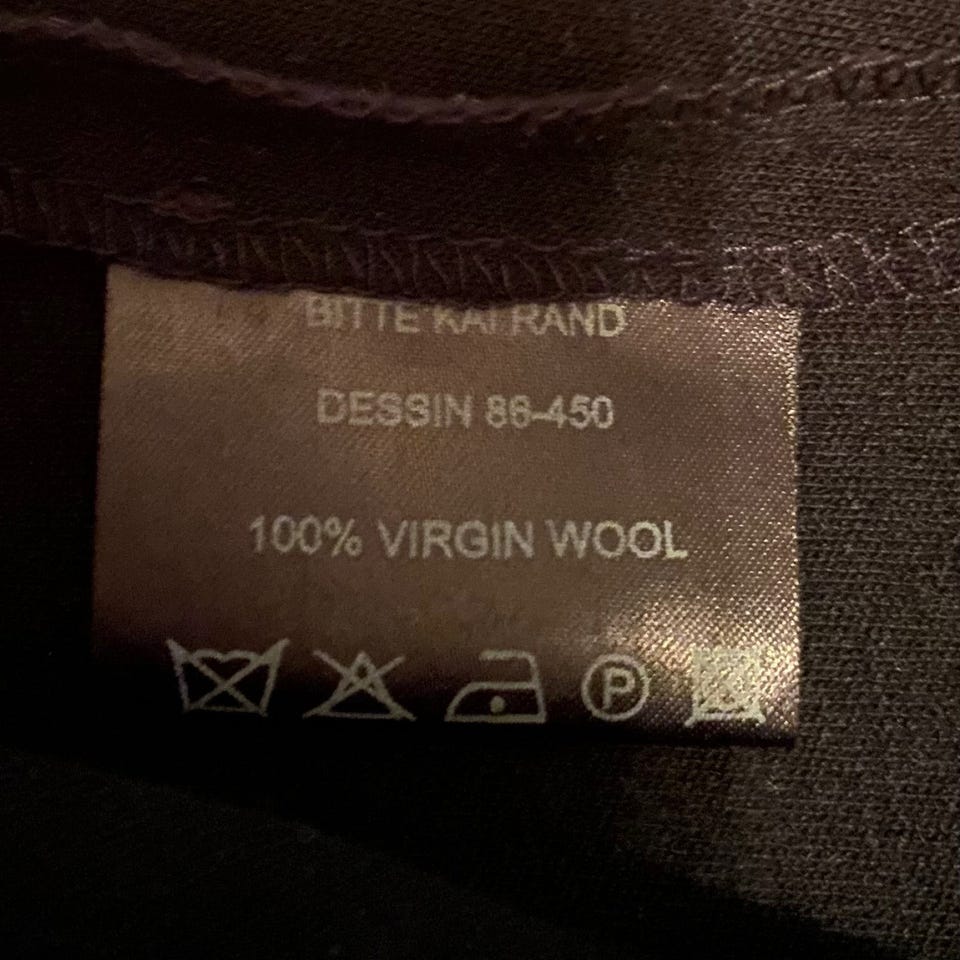 BITTE KAI RAND
DESSIN 86-450
100% VIRGIN WOOL
P